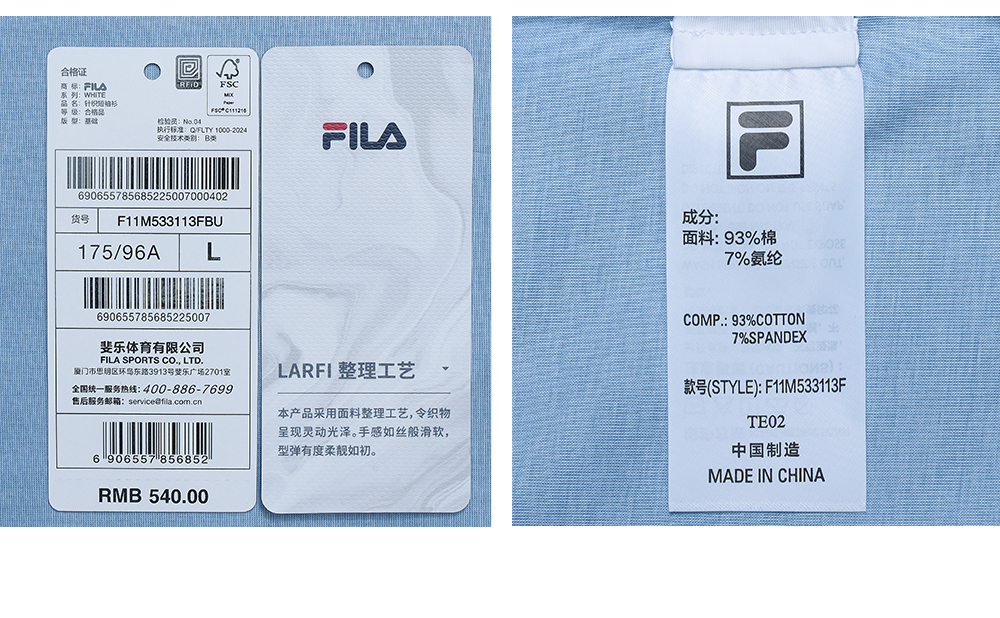 合格证
商 标: FILA
系 列: WHITE
品 名: 针织短袖衫
等 级: 合格品
版 型: 基础
RFID
FSC
MIX
Paper
FSC® C111216
检验员: No.04
执行标准: Q/FLTY 1000-2024
安全技术类别: B类
690655785685225007000402
货号 F11M533113FBU
175/96A L
690655785685225007
斐乐体育有限公司
FILA SPORTS CO., LTD.
厦门市思明区环岛东路3913号斐乐广场2701室
全国统一服务热线: 400-886-7699
售后服务邮箱: service@fila.com.cn
6 906557 856852
RMB 540.00
FILA
LARFI 整理工艺
本产品采用面料整理工艺,令织物
呈现灵动光泽。手感如丝般滑软,
型弹有度柔靓如初。
F
成分:
面料: 93%棉
7%氨纶
COMP.: 93%COTTON
7%SPANDEX
款号(STYLE): F11M533113F
TE02
中国制造
MADE IN CHINA